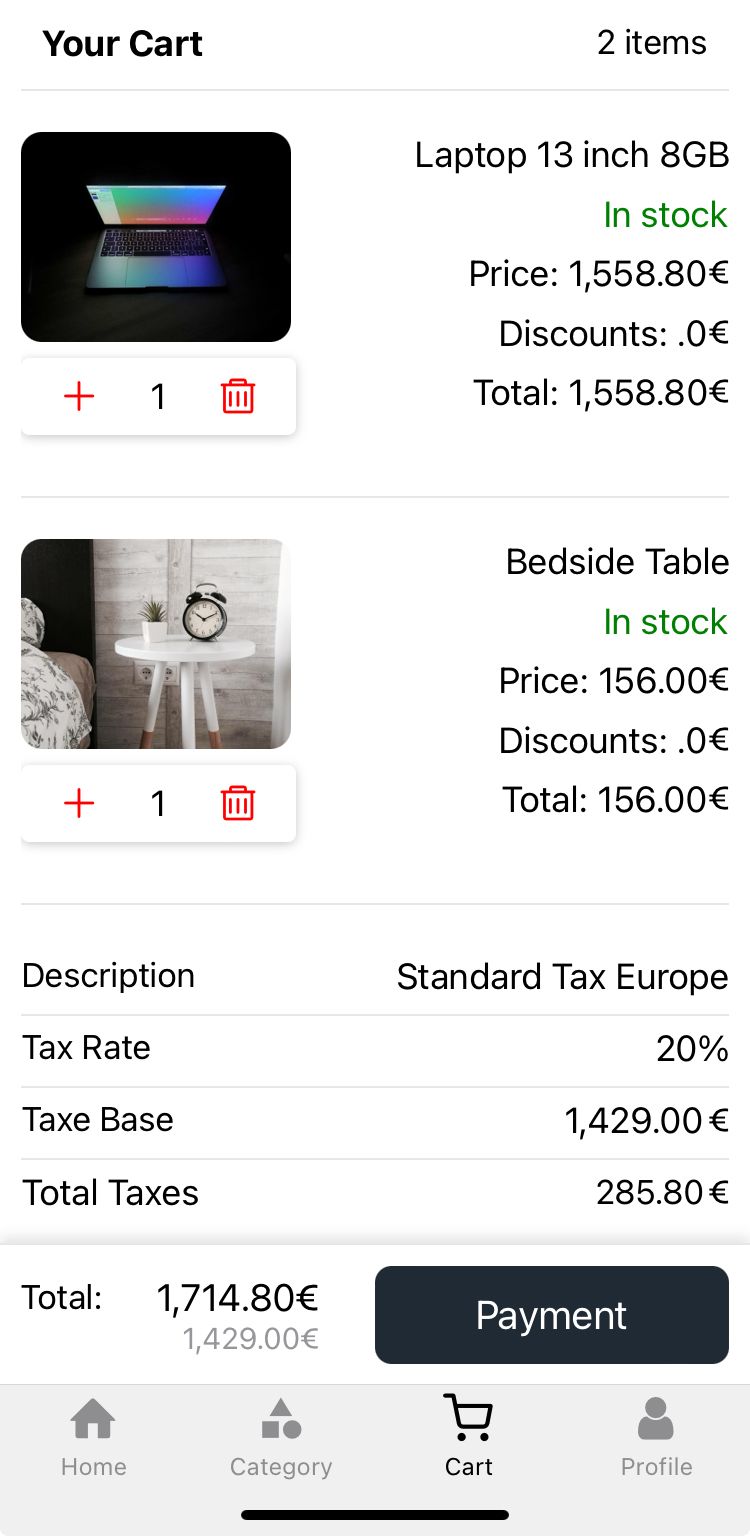 Your Cart 2 items
Laptop 13 inch 8GB
In stock
Price: 1,558.80€
Discounts: .0€
Total: 1,558.80€
1
Bedside Table
In stock
Price: 156.00€
Discounts: .0€
Total: 156.00€
1
Description Standard Tax Europe
Tax Rate 20%
Taxe Base 1,429.00 €
Total Taxes 285.80 €
Total: 1,714.80€
1,429.00€
Payment
Home Category Cart Profile